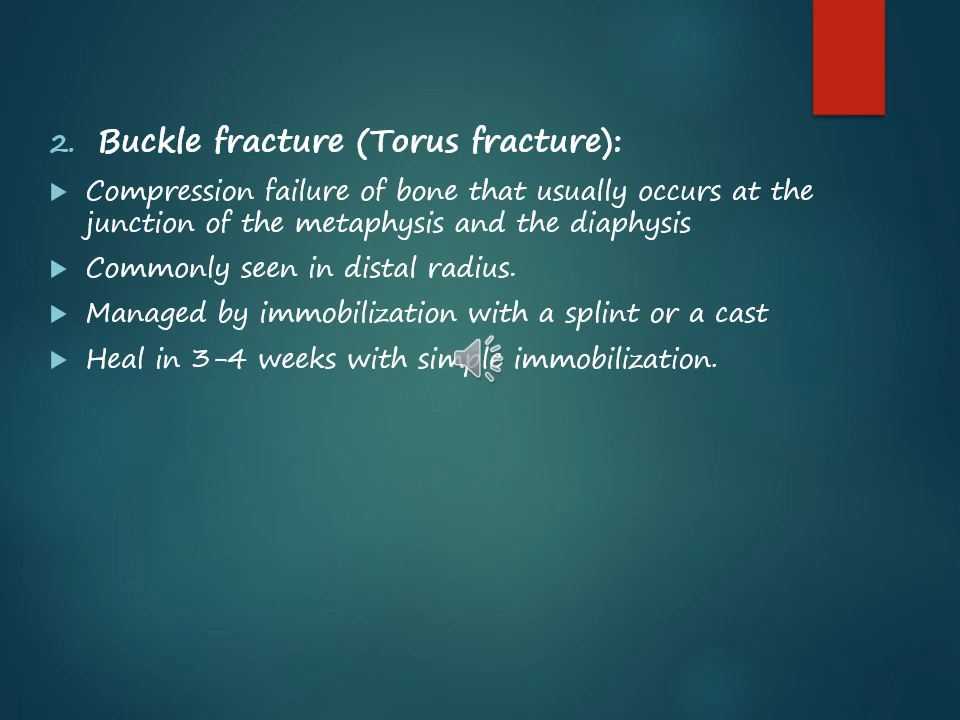 2. Buckle fracture (Torus fracture):
Compression failure of bone that usually occurs at the
junction of the metaphysis and the diaphysis
Commonly seen in distal radius.
Managed by immobilization with a splint or a cast
Heal in 3-4 weeks with simple immobilization.